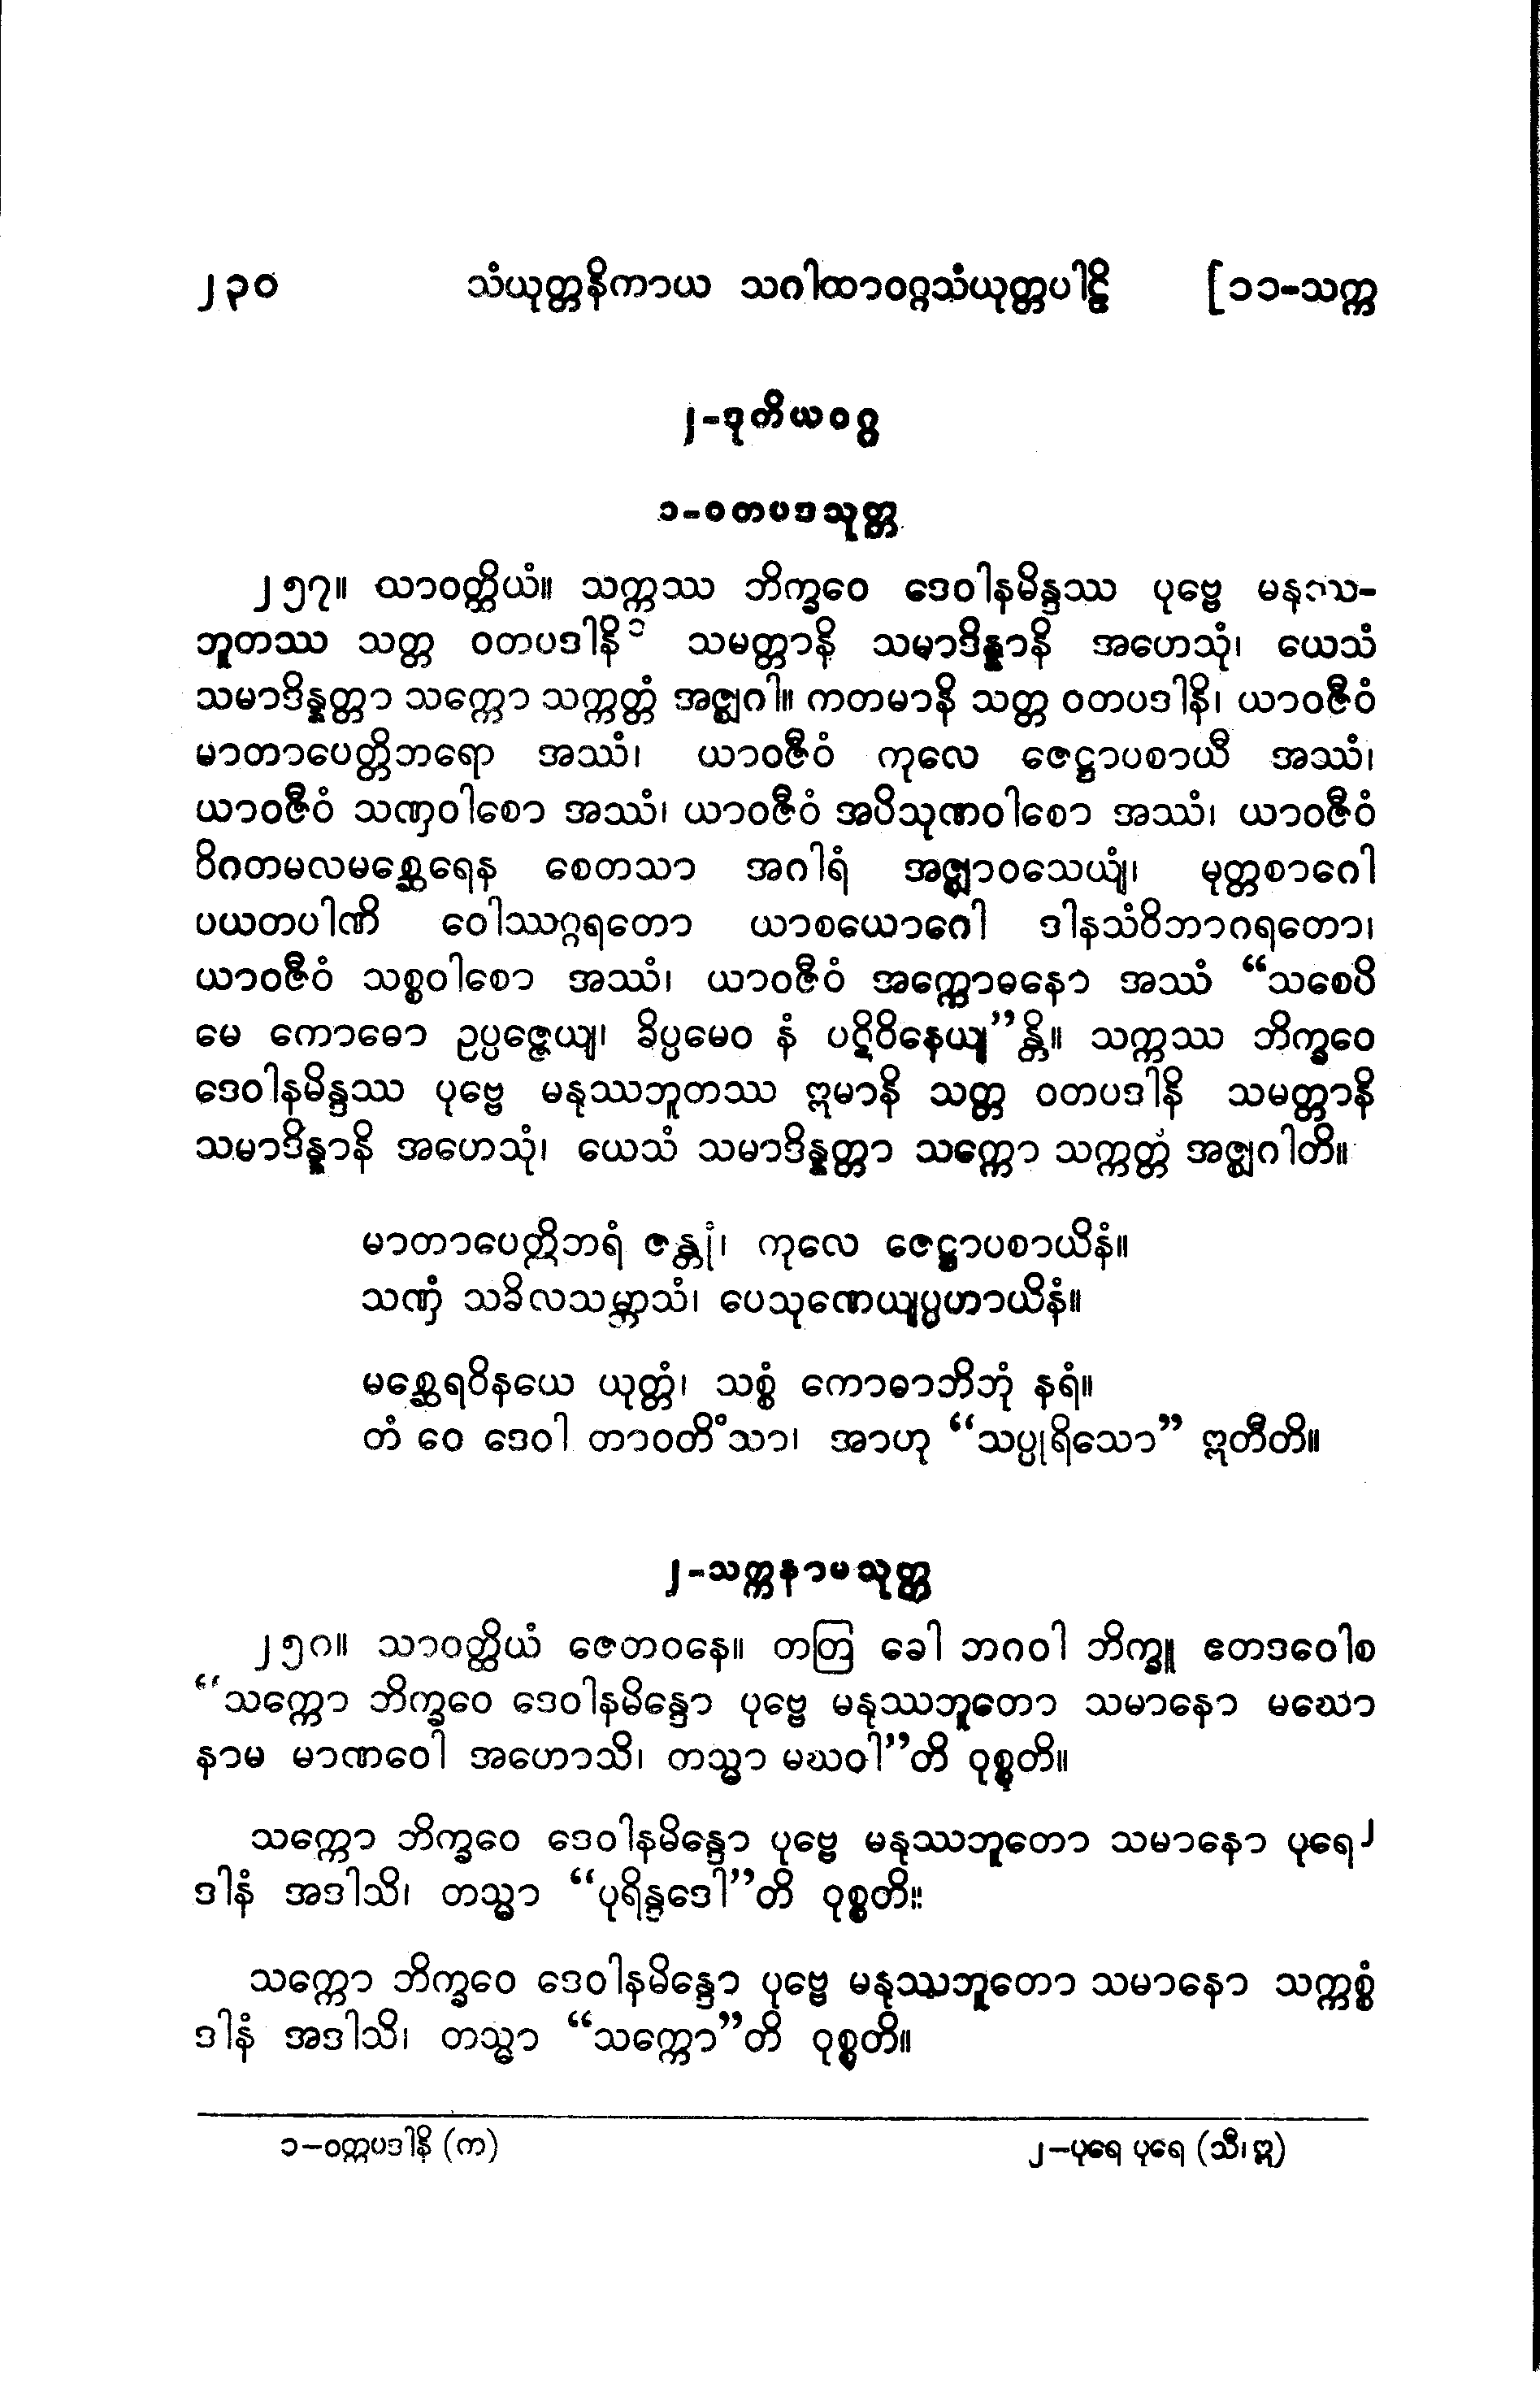 ၂၃၀ သံယုတ္တနိကာယ သဂါထာဝဂ္ဂသံယုတ္တပါဠိ [၁၁-သက္က
၂-ဒုတိယဝဂ္ဂ
၁-ဝတပဒသုတ္တ
၂၅၇။ သာဝတ္ထိယံ။ သက္ကဿ ဘိက္ခဝေ ဒေဝါနမိန္ဒဿ ပုဗ္ဗေ မနုဿ-
ဘူတဿ သတ္တ ဝတပဒါနိ ၁ သမတ္တာနိ သမာဒိန္နာနိ အဟေသုံ၊ ယေသံ
သမာဒိန္နတ္တာ သက္ကော သက္ကတ္တံ အဇ္ဈဂါ။ ကတမာနိ သတ္တ ဝတပဒါနိ၊ ယာဝဇီဝံ
မာတာပေတ္တိဘရော အဿံ၊ ယာဝဇီဝံ ကုလေ ဇေဋ္ဌာပစာယီ အဿံ၊
ယာဝဇီဝံ သဏှဝါစော အဿံ၊ ယာဝဇီဝံ အပိသုဏဝါစော အဿံ၊ ယာဝဇီဝံ
ဝိဂတမလမစ္ဆေရေန စေတသာ အဂါရံ အဇ္ဈာဝသေယျံ၊ မုတ္တစာဂေါ
ပယတပါဏိ ဝေါဿဂ္ဂရတော ယာစယောဂေါ ဒါနသံဝိဘာဂရတော၊
ယာဝဇီဝံ သစ္စဝါစော အဿံ၊ ယာဝဇီဝံ အက္ကောဓနော အဿံ “သစေပိ
မေ ကောဓော ဥပ္ပဇ္ဇေယျ၊ ခိပ္ပမေဝ နံ ပဋိဝိနေယျ”န္တိ။ သက္ကဿ ဘိက္ခဝေ
ဒေဝါနမိန္ဒဿ ပုဗ္ဗေ မနုဿဘူတဿ ဣမာနိ သတ္တ ဝတပဒါနိ သမတ္တာနိ
သမာဒိန္နာနိ အဟေသုံ၊ ယေသံ သမာဒိန္နတ္တာ သက္ကော သက္ကတ္တံ အဇ္ဈဂါတိ။
မာတာပေတ္တိဘရံ ဇန္တုံ၊ ကုလေ ဇေဋ္ဌာပစာယိနံ။
သဏှံ သခိလသမ္ဘာသံ၊ ပေသုဏေယျပ္ပဟာယိနံ။
မစ္ဆေရဝိနယေ ယုတ္တံ၊ သစ္စံ ကောဓာဘိဘုံ နရံ။
တံ ဝေ ဒေဝါ တာဝတိံသာ၊ အာဟု “သပ္ပုရိသော” ဣတီတိ။
၂-သက္ကနာမသုတ္တ
၂၅၈။ သာဝတ္ထိယံ ဇေတဝနေ။ တတြ ခေါ ဘဂဝါ ဘိက္ခူ ဧတဒဝေါစ
“သက္ကော ဘိက္ခဝေ ဒေဝါနမိန္ဒော ပုဗ္ဗေ မနုဿဘူတော သမာနော မဃော
နာမ မာဏဝေါ အဟောသိ၊ တသ္မာ မဃဝါ”တိ ဝုစ္စတိ။
သက္ကော ဘိက္ခဝေ ဒေဝါနမိန္ဒော ပုဗ္ဗေ မနုဿဘူတော သမာနော ပုရေ ၂
ဒါနံ အဒါသိ၊ တသ္မာ “ပုရိန္ဒဒေါ”တိ ဝုစ္စတိ။
သက္ကော ဘိက္ခဝေ ဒေဝါနမိန္ဒော ပုဗ္ဗေ မနုဿဘူတော သမာနော သက္ကစ္စံ
ဒါနံ အဒါသိ၊ တသ္မာ “သက္ကော”တိ ဝုစ္စတိ။
၁-ဝတ္တပဒါနိ (က) ၂-ပုရေ ပုရေ (သီ၊ ဣ)